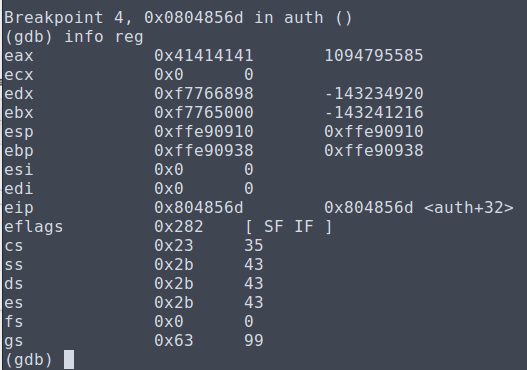 Breakpoint 4, 0x0804856d in auth ()
(gdb) info reg
eax            0x41414141       1094795585
ecx            0x0      0
edx            0xf7766898       -143234920
ebx            0xf7765000       -143241216
esp            0xffe90910       0xffe90910
ebp            0xffe90938       0xffe90938
esi            0x0      0
edi            0x0      0
eip            0x804856d        0x804856d <auth+32>
eflags         0x282    [ SF IF ]
cs             0x23     35
ss             0x2b     43
ds             0x2b     43
es             0x2b     43
fs             0x0      0
gs             0x63     99
(gdb)